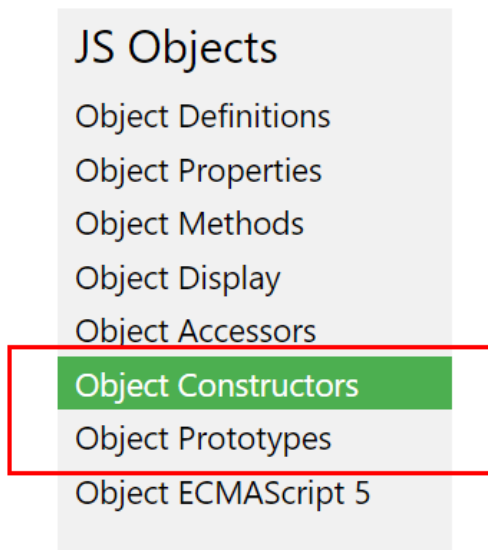 JS Objects
Object Definitions
Object Properties
Object Methods
Object Display
Object Accessors
Object Constructors
Object Prototypes
Object ECMAScript 5